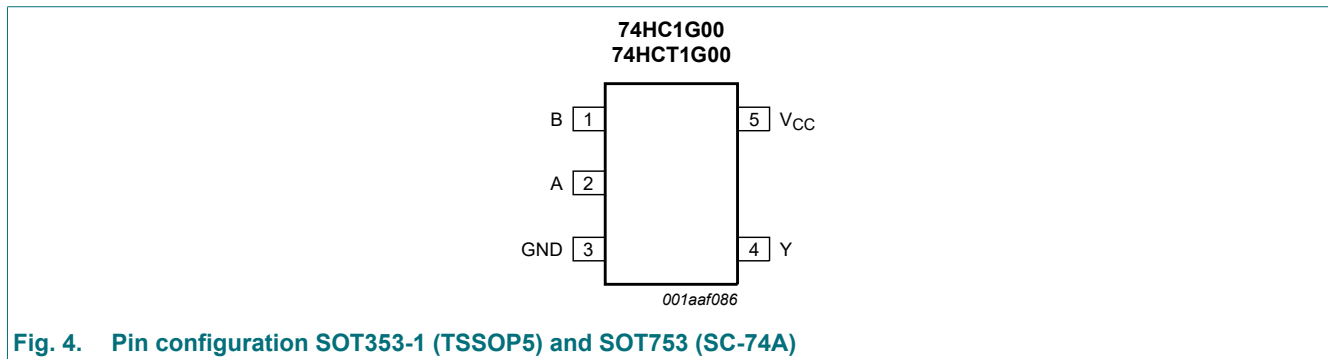 74HC1G00
74HCT1G00
B 1 5 VCC
A 2
GND 3 4 Y
001aaf086
Fig. 4. Pin configuration SOT353-1 (TSSOP5) and SOT753 (SC-74A)